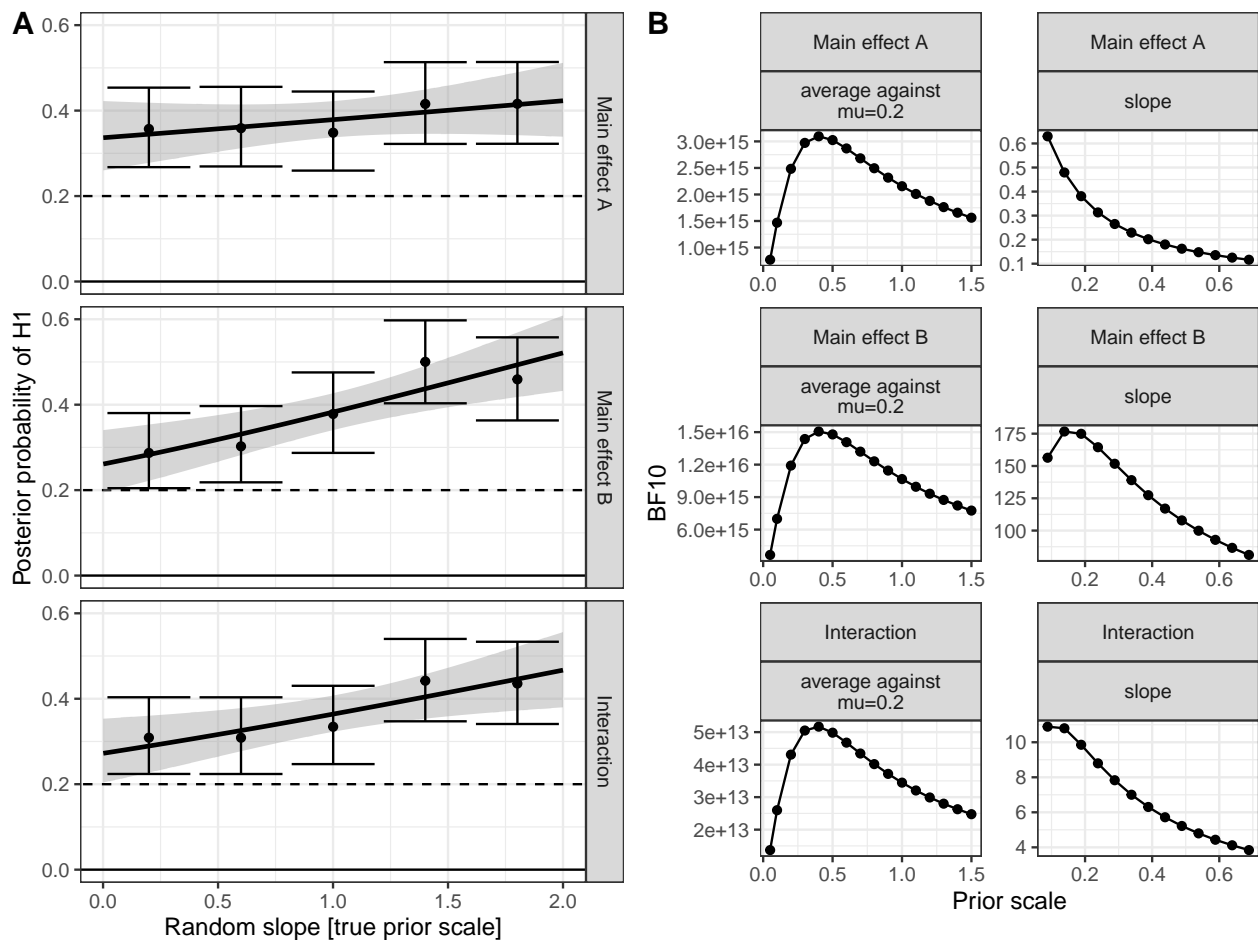 A
Posterior probability of H1
0.6
0.4
0.2
0.0
Main effect A
0.6
0.4
0.2
0.0
Main effect B
0.6
0.4
0.2
0.0
Interaction
0.0 0.5 1.0 1.5 2.0
Random slope [true prior scale]
B
BF10
Main effect A
average against
mu=0.2
3.0e+15
2.5e+15
2.0e+15
1.5e+15
1.0e+15
0.0 0.5 1.0 1.5
Main effect A
slope
0.6
0.5
0.4
0.3
0.2
0.1
0.2 0.4 0.6
Main effect B
average against
mu=0.2
1.5e+16
1.2e+16
9.0e+15
6.0e+15
0.0 0.5 1.0 1.5
Main effect B
slope
175
150
125
100
0.2 0.4 0.6
Interaction
average against
mu=0.2
5e+13
4e+13
3e+13
2e+13
0.0 0.5 1.0 1.5
Interaction
slope
10
8
6
4
0.2 0.4 0.6
Prior scale